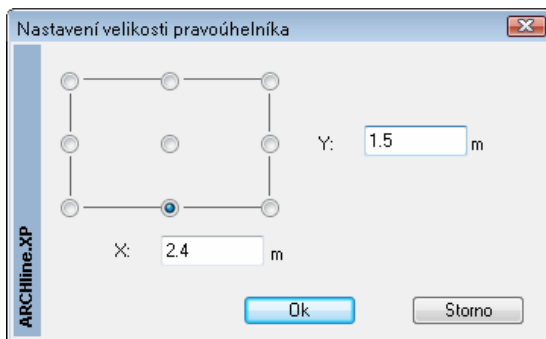 Nastavení velikosti pravoúhelníka
Y: 1.5 m
X: 2.4 m
ARCHline.XP
Ok
Storno